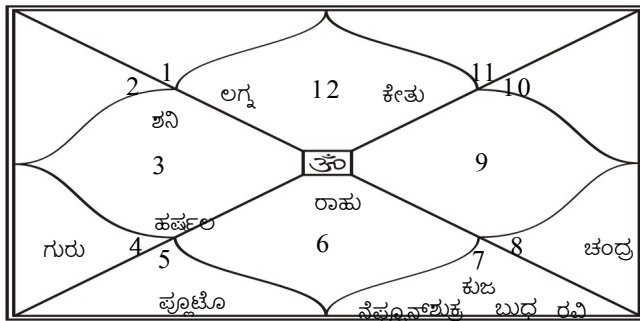 1 11
2 10
ಲಗ್ನ 12 ಕೇತು
ಶನಿ
3 ॐ 9
ರಾಹು
ಹರ್ಷಲ
ಗುರು 4 6 8 ಚಂದ್ರ
5 7
ಕುಜ
ಪ್ಲೂಟೊ ನೆಪ್ಚೂನ್ ಶುಕ್ರ ಬುಧ ರವಿ